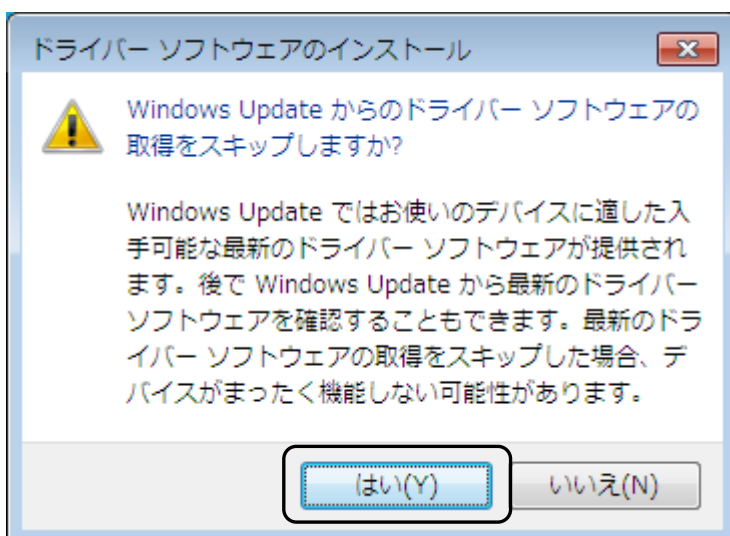 ドライバー ソフトウェアのインストール
Windows Update からのドライバー ソフトウェアの
取得をスキップしますか?
Windows Update ではお使いのデバイスに適した入
手可能な最新のドライバー ソフトウェアが提供され
ます。後で Windows Update から最新のドライバー
ソフトウェアを確認することもできます。最新のドラ
イバー ソフトウェアの取得をスキップした場合、デ
バイスがまったく機能しない可能性があります。
はい(Y)
いいえ(N)